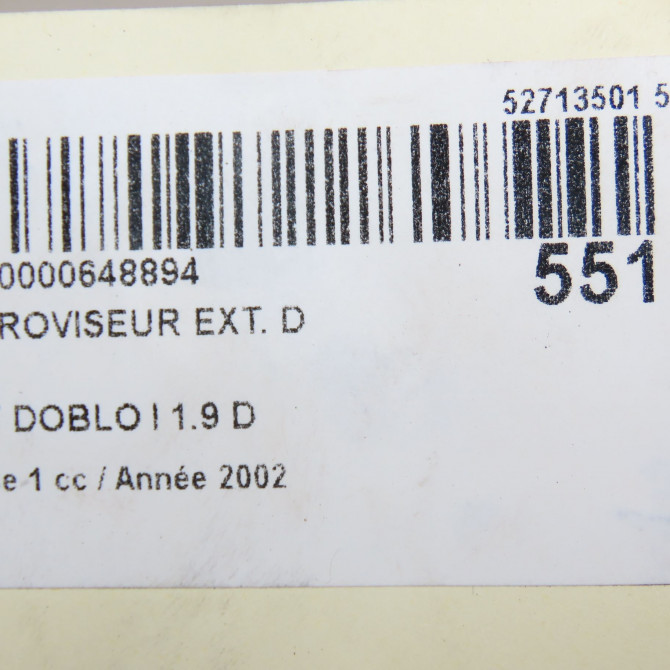 52713501 5
0000648894
551
ROVISEUR EXT. D
DOBLO I 1.9 D
e 1 cc / Année 2002